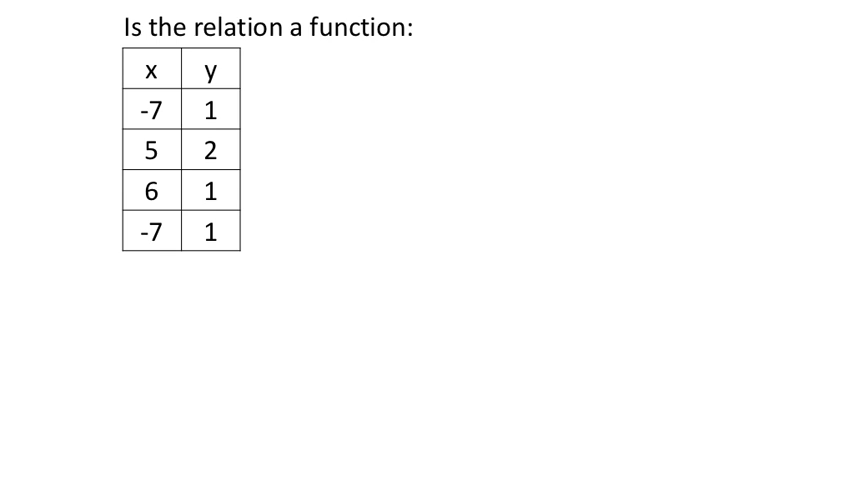 Is the relation a function:
x y
-7 1
5 2
6 1
-7 1